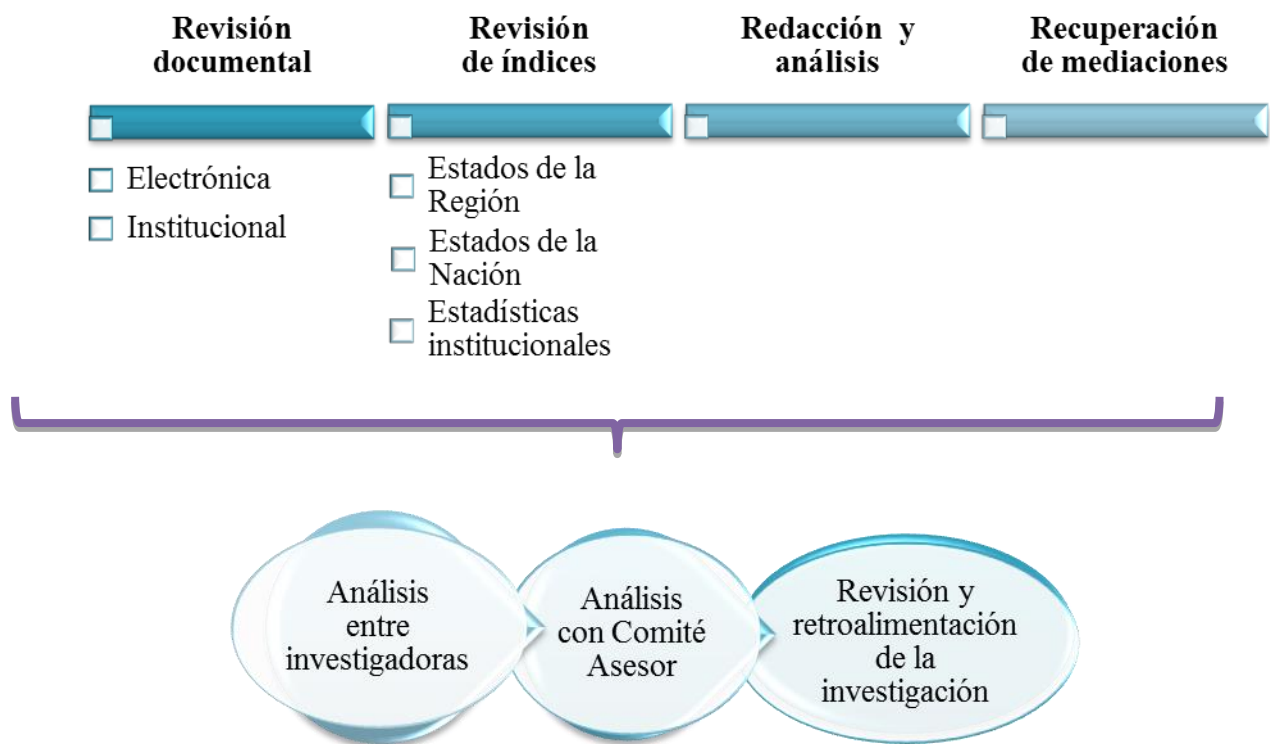 Revisión
documental
Revisión
de índices
Redacción y
análisis
Recuperación
de mediaciones
Electrónica
Institucional
Estados de la
Región
Estados de la
Nación
Estadísticas
institucionales
Análisis
entre
investigadoras
Análisis
con Comité
Asesor
Revisión y
retroalimentación
de la
investigación